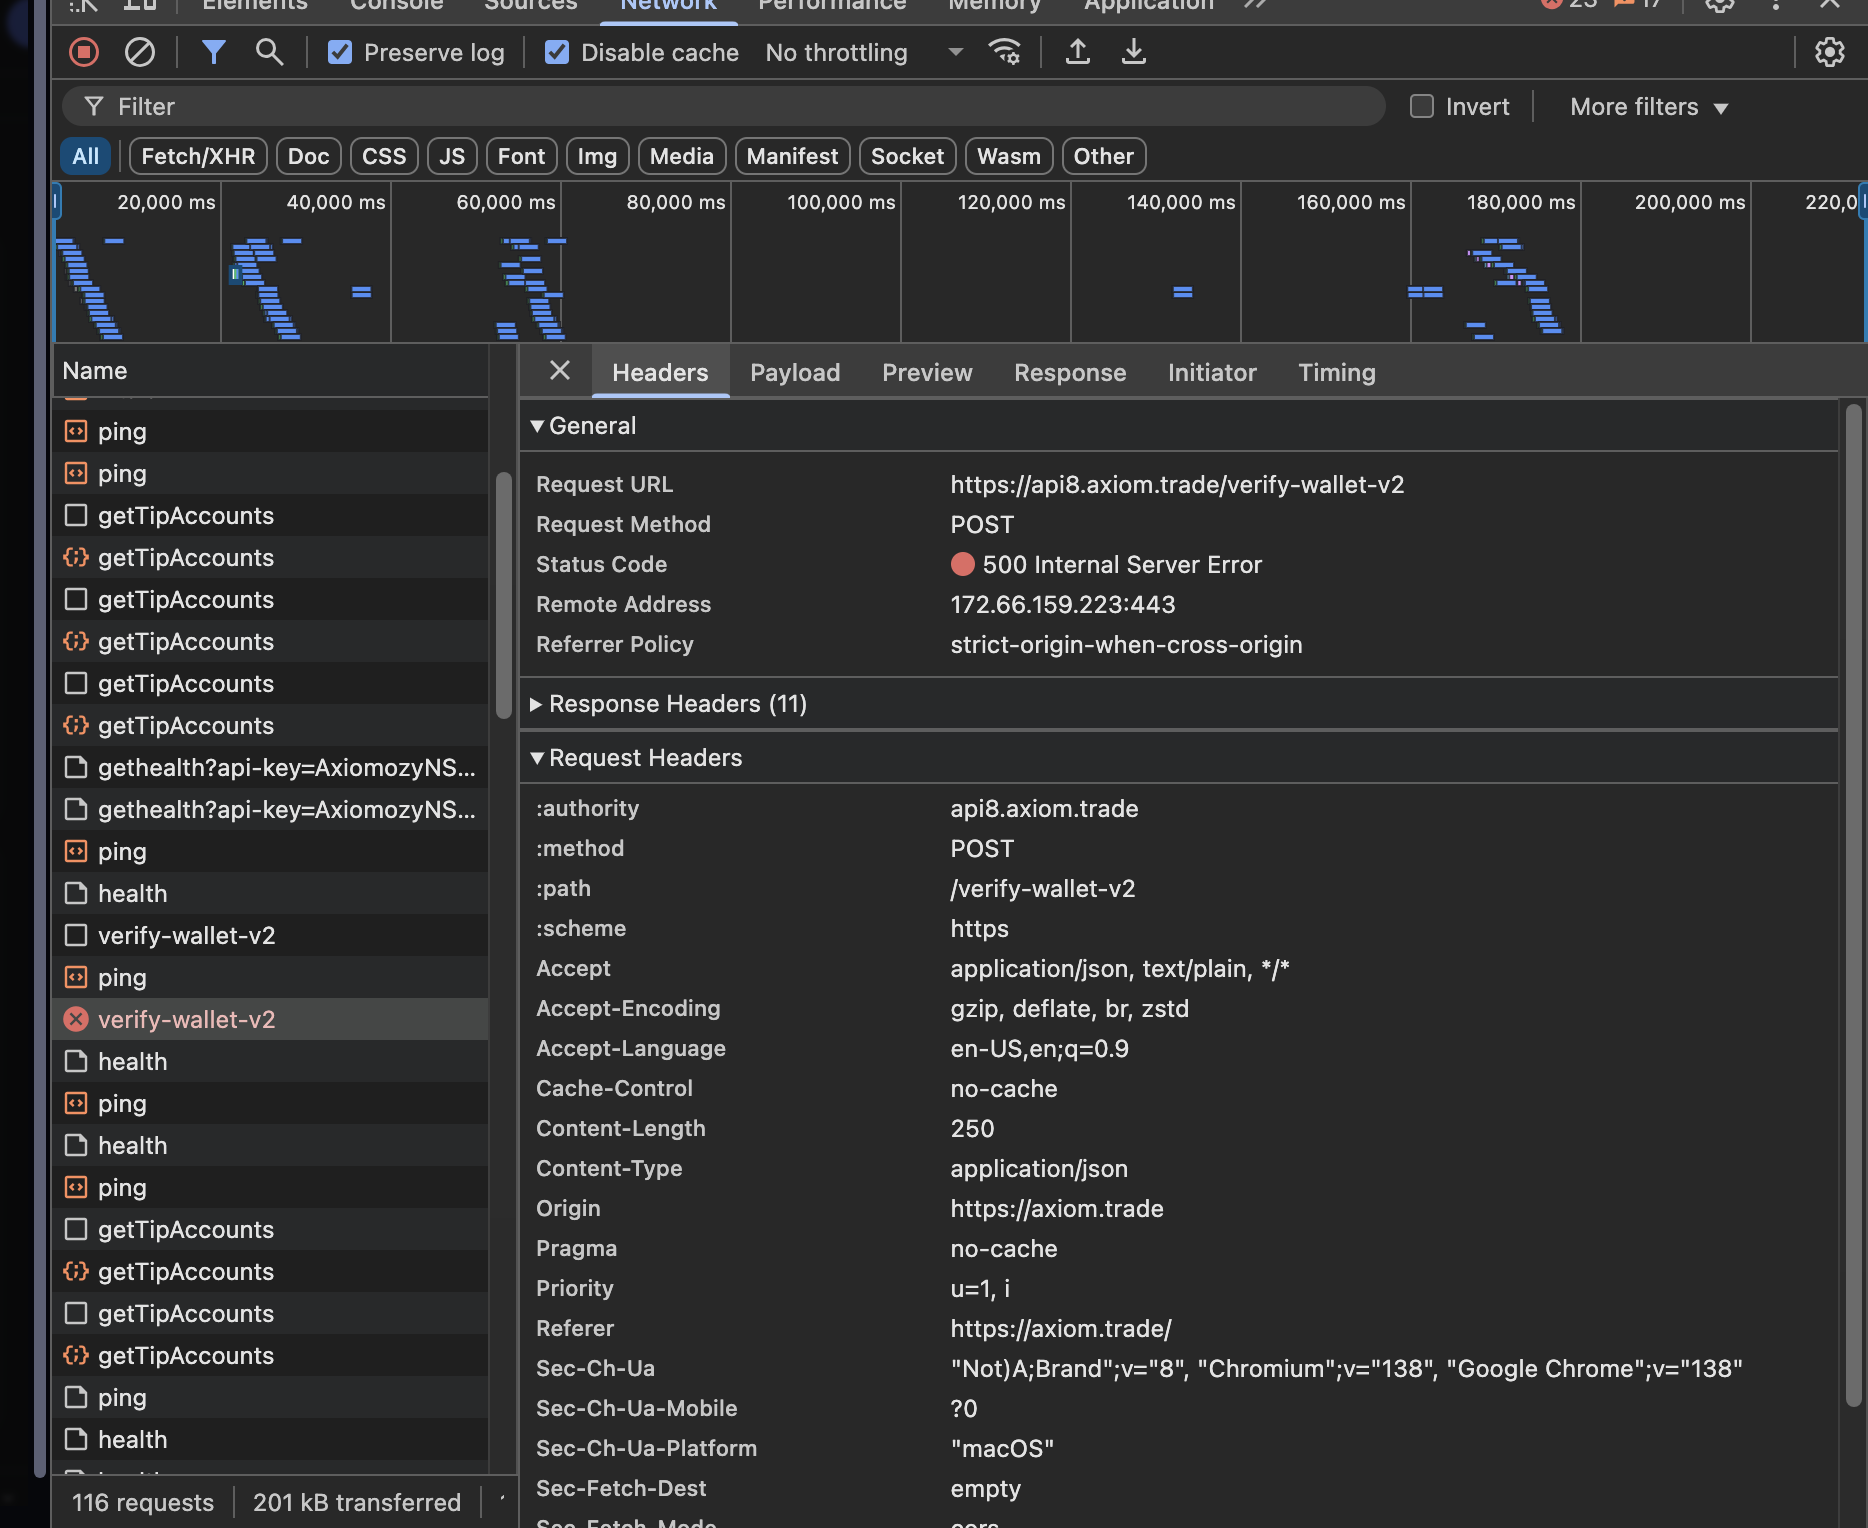 Elements Console Sources Network Performance Memory Application 23 17
Preserve log Disable cache No throttling
Filter Invert More filters
All Fetch/XHR Doc CSS JS Font Img Media Manifest Socket Wasm Other
20,000 ms 40,000 ms 60,000 ms 80,000 ms 100,000 ms 120,000 ms 140,000 ms 160,000 ms 180,000 ms 200,000 ms 220,0
Name
ping
ping
getTipAccounts
getTipAccounts
getTipAccounts
getTipAccounts
getTipAccounts
getTipAccounts
gethealth?api-key=AxiomozyNS...
gethealth?api-key=AxiomozyNS...
ping
health
verify-wallet-v2
ping
verify-wallet-v2
health
ping
health
ping
getTipAccounts
getTipAccounts
getTipAccounts
getTipAccounts
ping
health
116 requests 201 kB transferred
Headers Payload Preview Response Initiator Timing
General
Request URL https://api8.axiom.trade/verify-wallet-v2
Request Method POST
Status Code 500 Internal Server Error
Remote Address 172.66.159.223:443
Referrer Policy strict-origin-when-cross-origin
Response Headers (11)
Request Headers
:authority api8.axiom.trade
:method POST
:path /verify-wallet-v2
:scheme https
Accept application/json, text/plain, */*
Accept-Encoding gzip, deflate, br, zstd
Accept-Language en-US,en;q=0.9
Cache-Control no-cache
Content-Length 250
Content-Type application/json
Origin https://axiom.trade
Pragma no-cache
Priority u=1, i
Referer https://axiom.trade/
Sec-Ch-Ua "Not)A;Brand";v="8", "Chromium";v="138", "Google Chrome";v="138"
Sec-Ch-Ua-Mobile ?0
Sec-Ch-Ua-Platform "macOS"
Sec-Fetch-Dest empty
Sec-Fetch-Mode cors